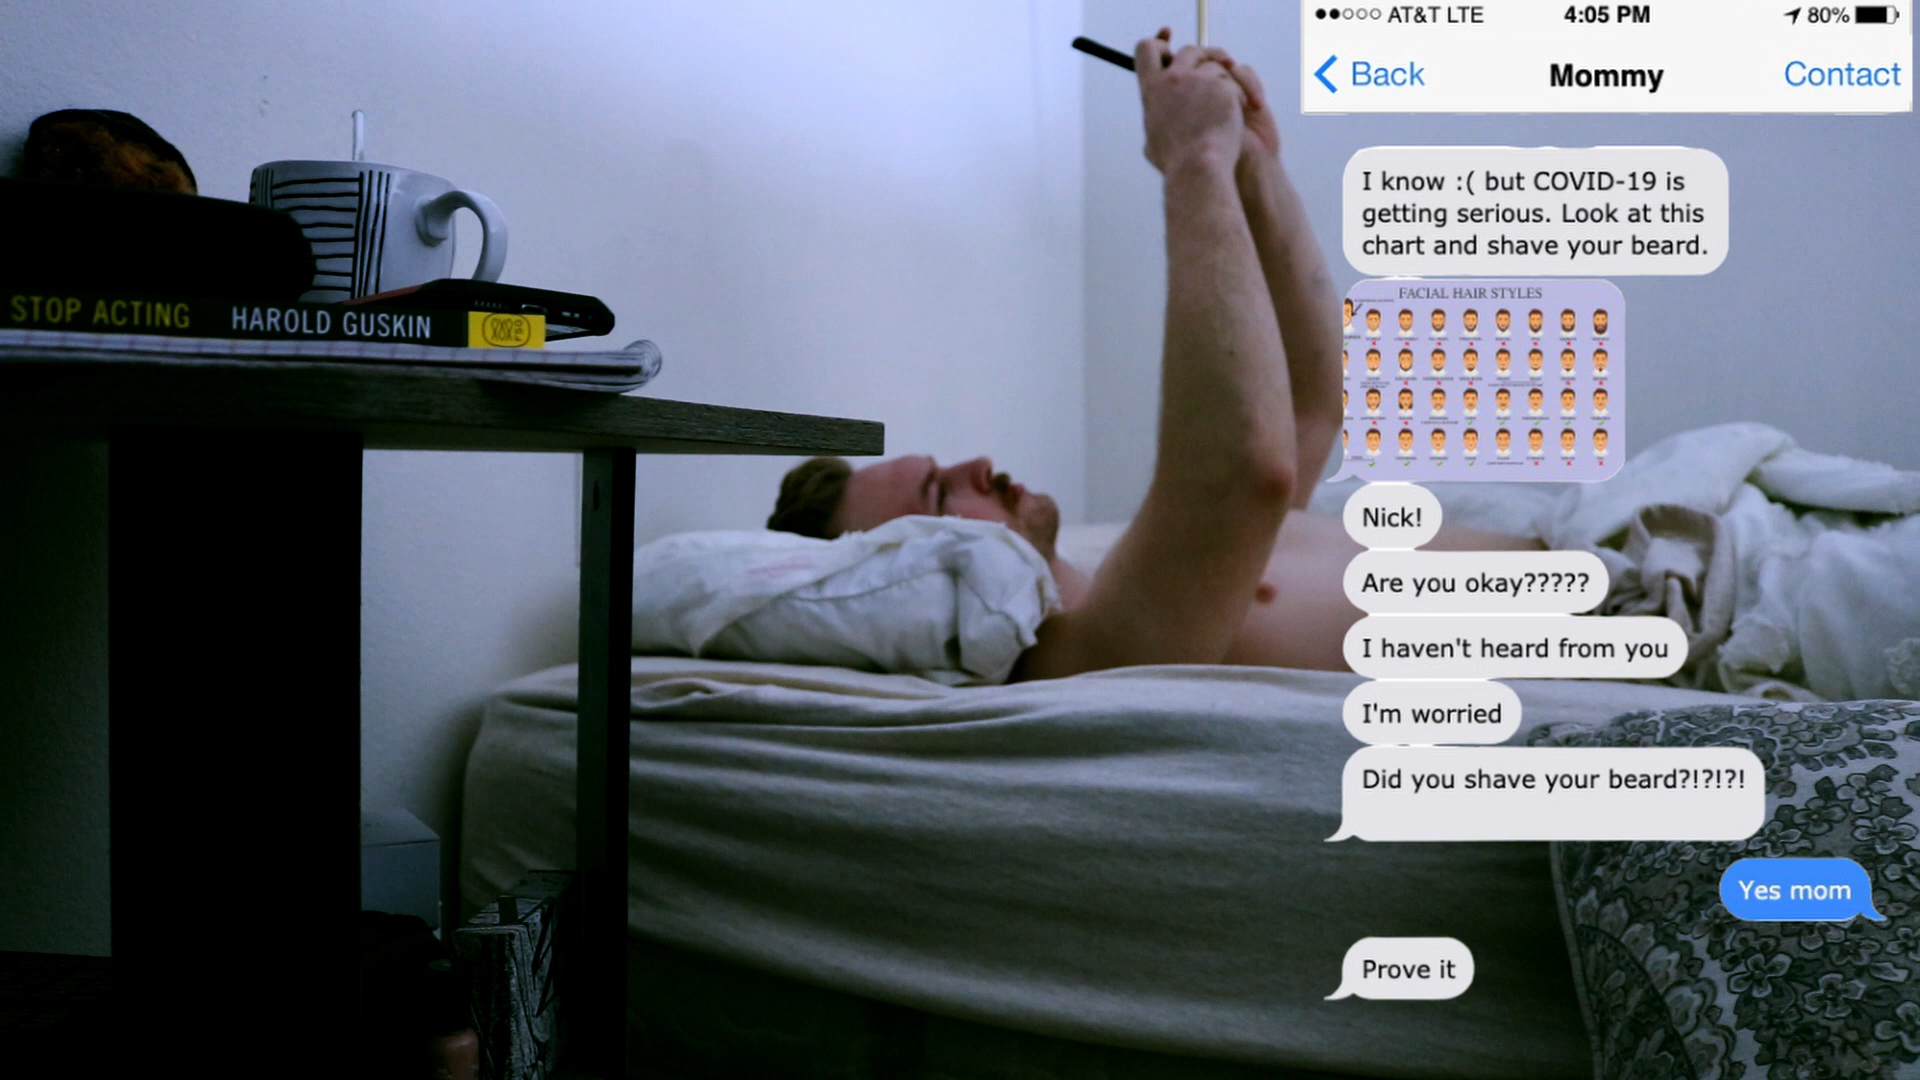 AT&T LTE 4:05 PM 80%
Back Mommy Contact
I know :( but COVID-19 is
getting serious. Look at this
chart and shave your beard.
FACIAL HAIR STYLES
Nick!
Are you okay?????
I haven't heard from you
I'm worried
Did you shave your beard?!?!?!
Yes mom
Prove it
STOP ACTING HAROLD GUSKIN